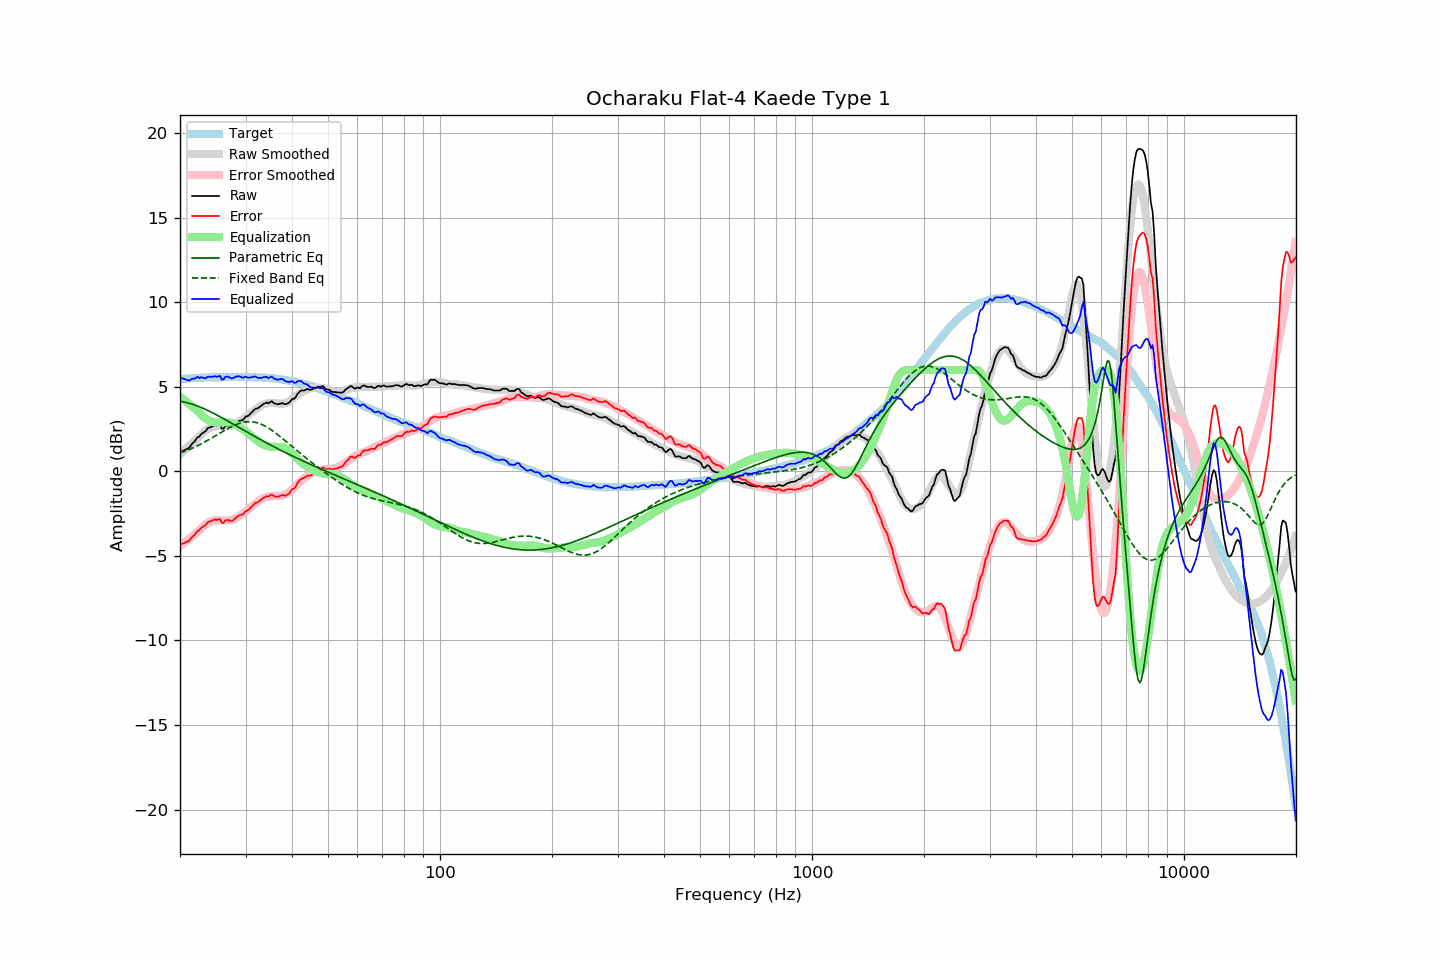 Ocharaku Flat-4 Kaede Type 1
20
15
10
5
0
−5
−10
−15
−20
Amplitude (dBr)
Target
Raw Smoothed
Error Smoothed
Raw
Error
Equalization
Parametric Eq
Fixed Band Eq
Equalized
100
1000
10000
Frequency (Hz)